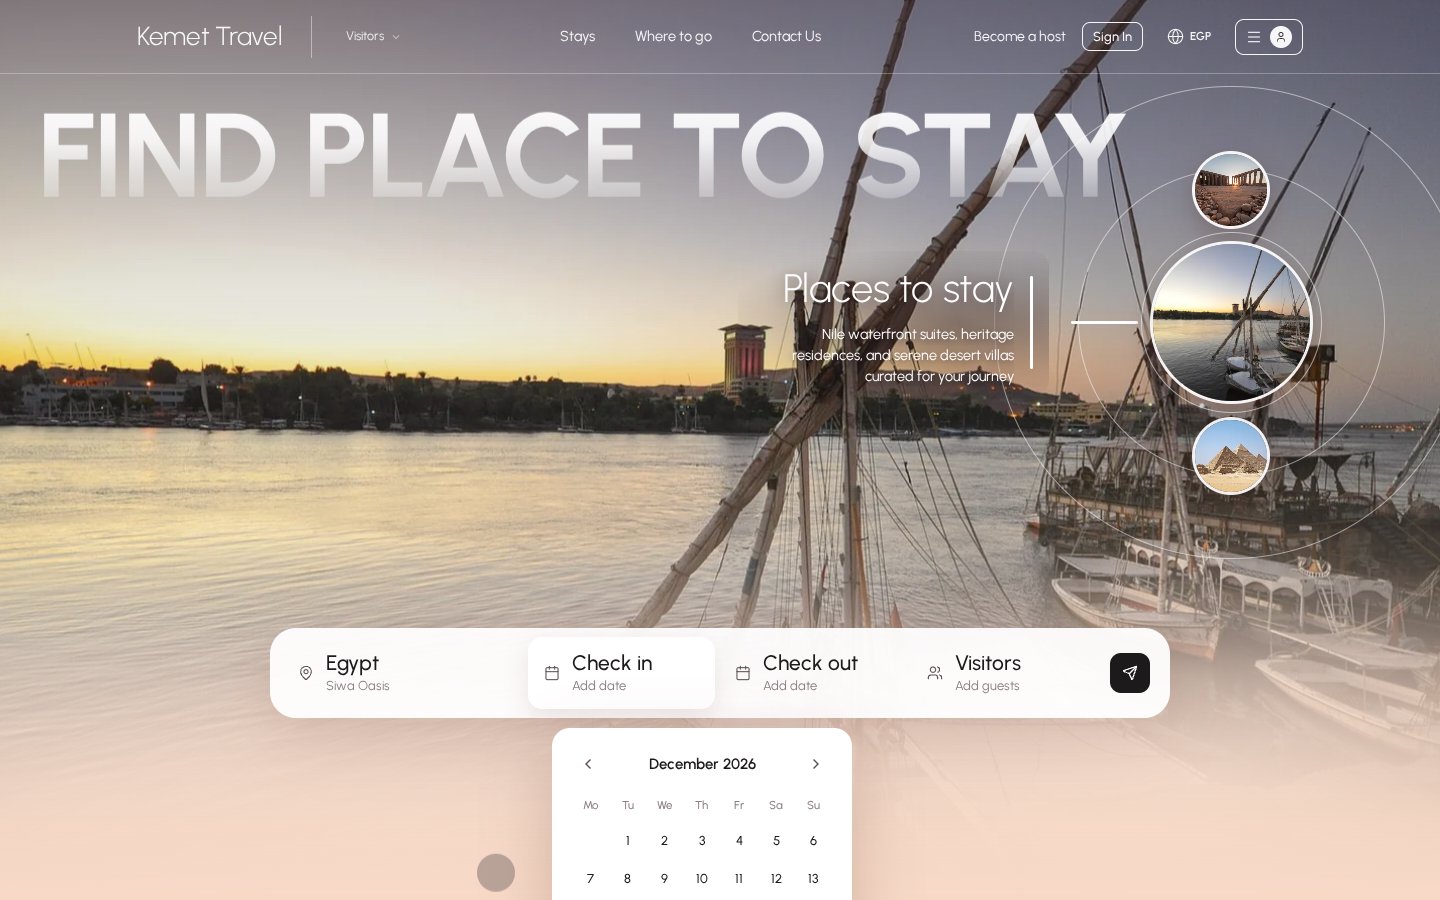 Kemet Travel
Visitors
Stays
Where to go
Contact Us
Become a host
Sign In
EGP
FIND PLACE TO STAY
Places to stay
Nile waterfront suites, heritage
residences, and serene desert villas
curated for your journey
Egypt
Siwa Oasis
Check in
Add date
Check out
Add date
Visitors
Add guests
December 2026
Mo Tu We Th Fr Sa Su
1 2 3 4 5 6
7 8 9 10 11 12 13